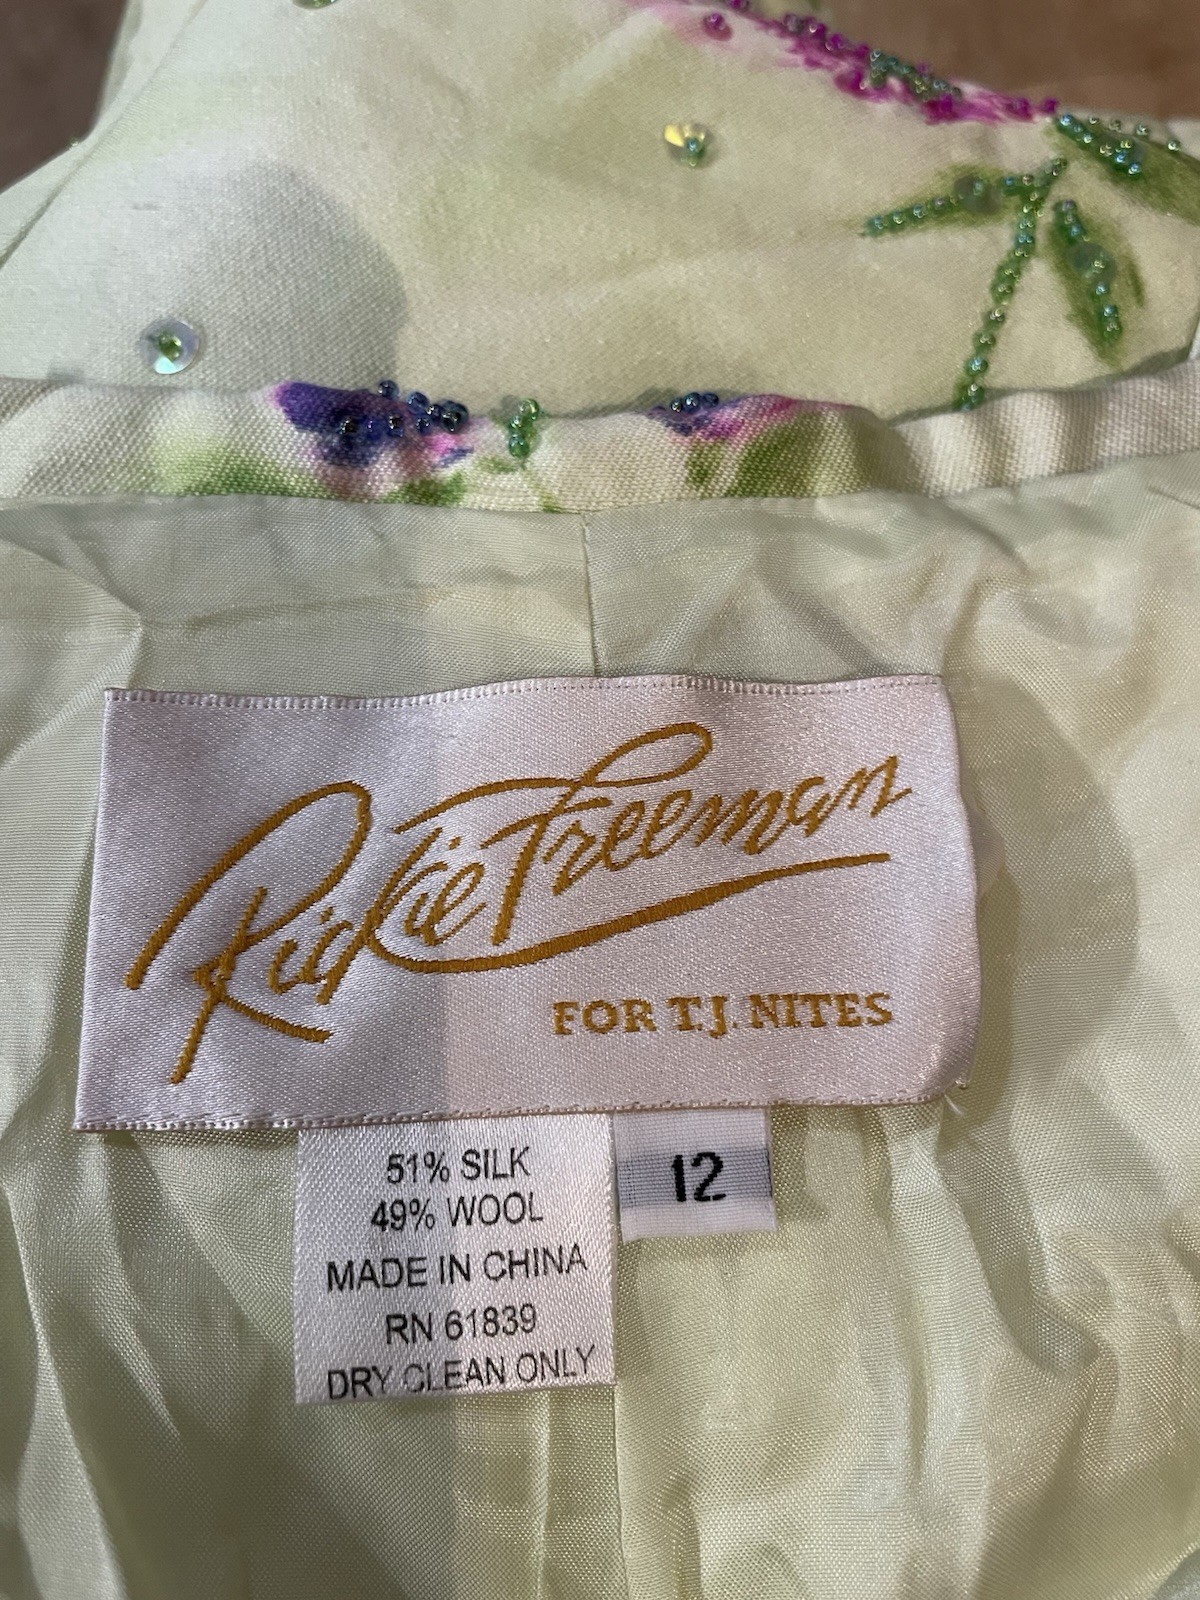 Rickie Freeman
FOR T.J. NITES
51% SILK
49% WOOL
MADE IN CHINA
RN 61839
DRY CLEAN ONLY
12